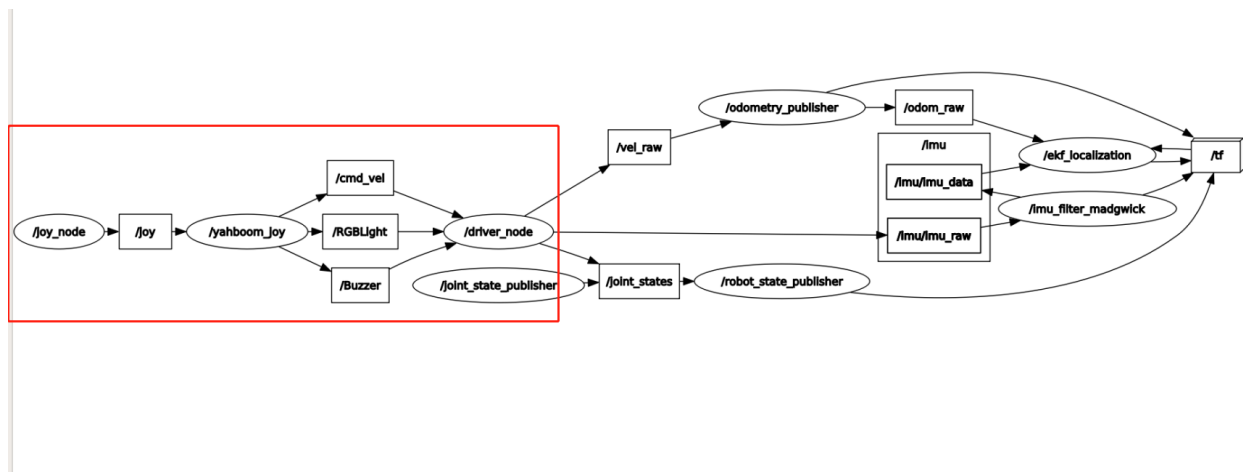 /joy_node
/joy
/yahboom_joy
/cmd_vel
/RGBLight
/Buzzer
/driver_node
/joint_state_publisher
/vel_raw
/joint_states
/odometry_publisher
/robot_state_publisher
/odom_raw
/imu
/imu/imu_data
/imu/imu_raw
/ekf_localization
/imu_filter_madgwick
/tf